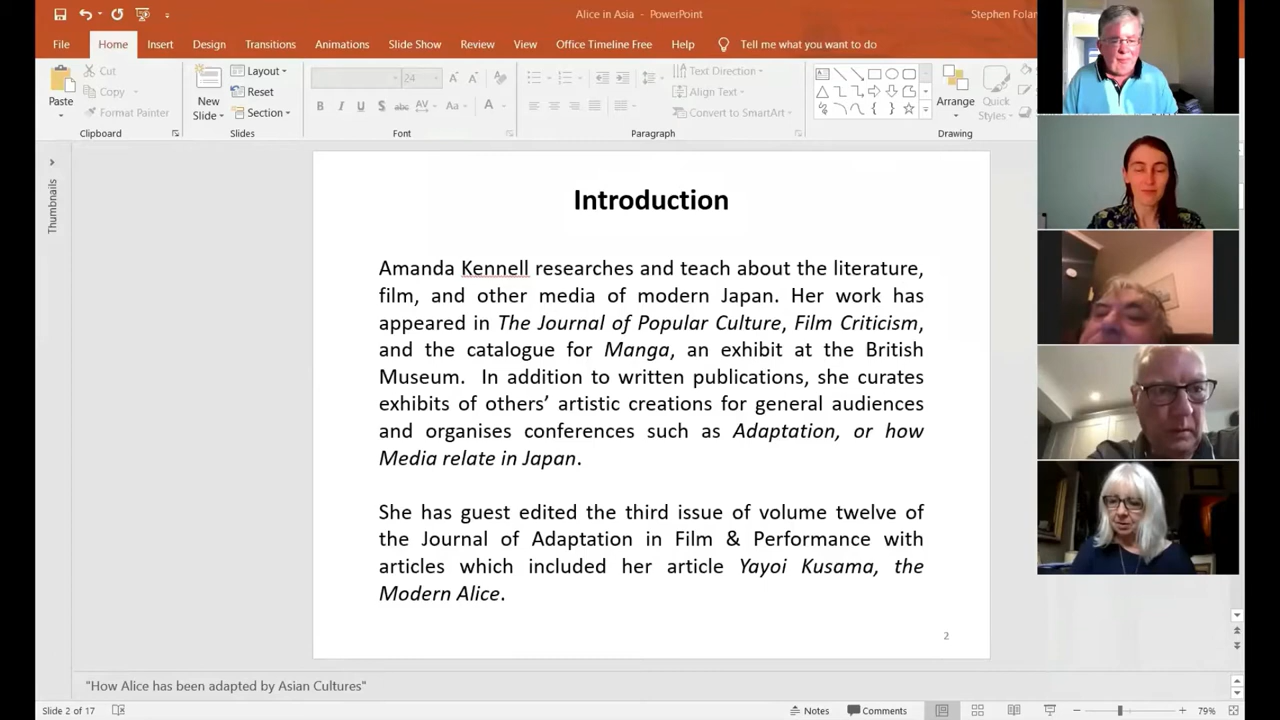 Alice in Asia - PowerPoint
Stephen Folan
File Home Insert Design Transitions Animations Slide Show Review View Office Timeline Free Help Tell me what you want to do
Paste
Cut
Copy
Format Painter
Clipboard
New
Slide
Layout
Reset
Section
Slides
24
B I U S abc AV Aa A
Font
Text Direction
Align Text
Convert to SmartArt
Paragraph
Arrange
Quick
Styles
Drawing
Thumbnails
Introduction
Amanda Kennell researches and teach about the literature,
film, and other media of modern Japan. Her work has
appeared in The Journal of Popular Culture, Film Criticism,
and the catalogue for Manga, an exhibit at the British
Museum. In addition to written publications, she curates
exhibits of others’ artistic creations for general audiences
and organises conferences such as Adaptation, or how
Media relate in Japan.
She has guest edited the third issue of volume twelve of
the Journal of Adaptation in Film & Performance with
articles which included her article Yayoi Kusama, the
Modern Alice.
2
"How Alice has been adapted by Asian Cultures"
Slide 2 of 17
Notes
Comments
79%